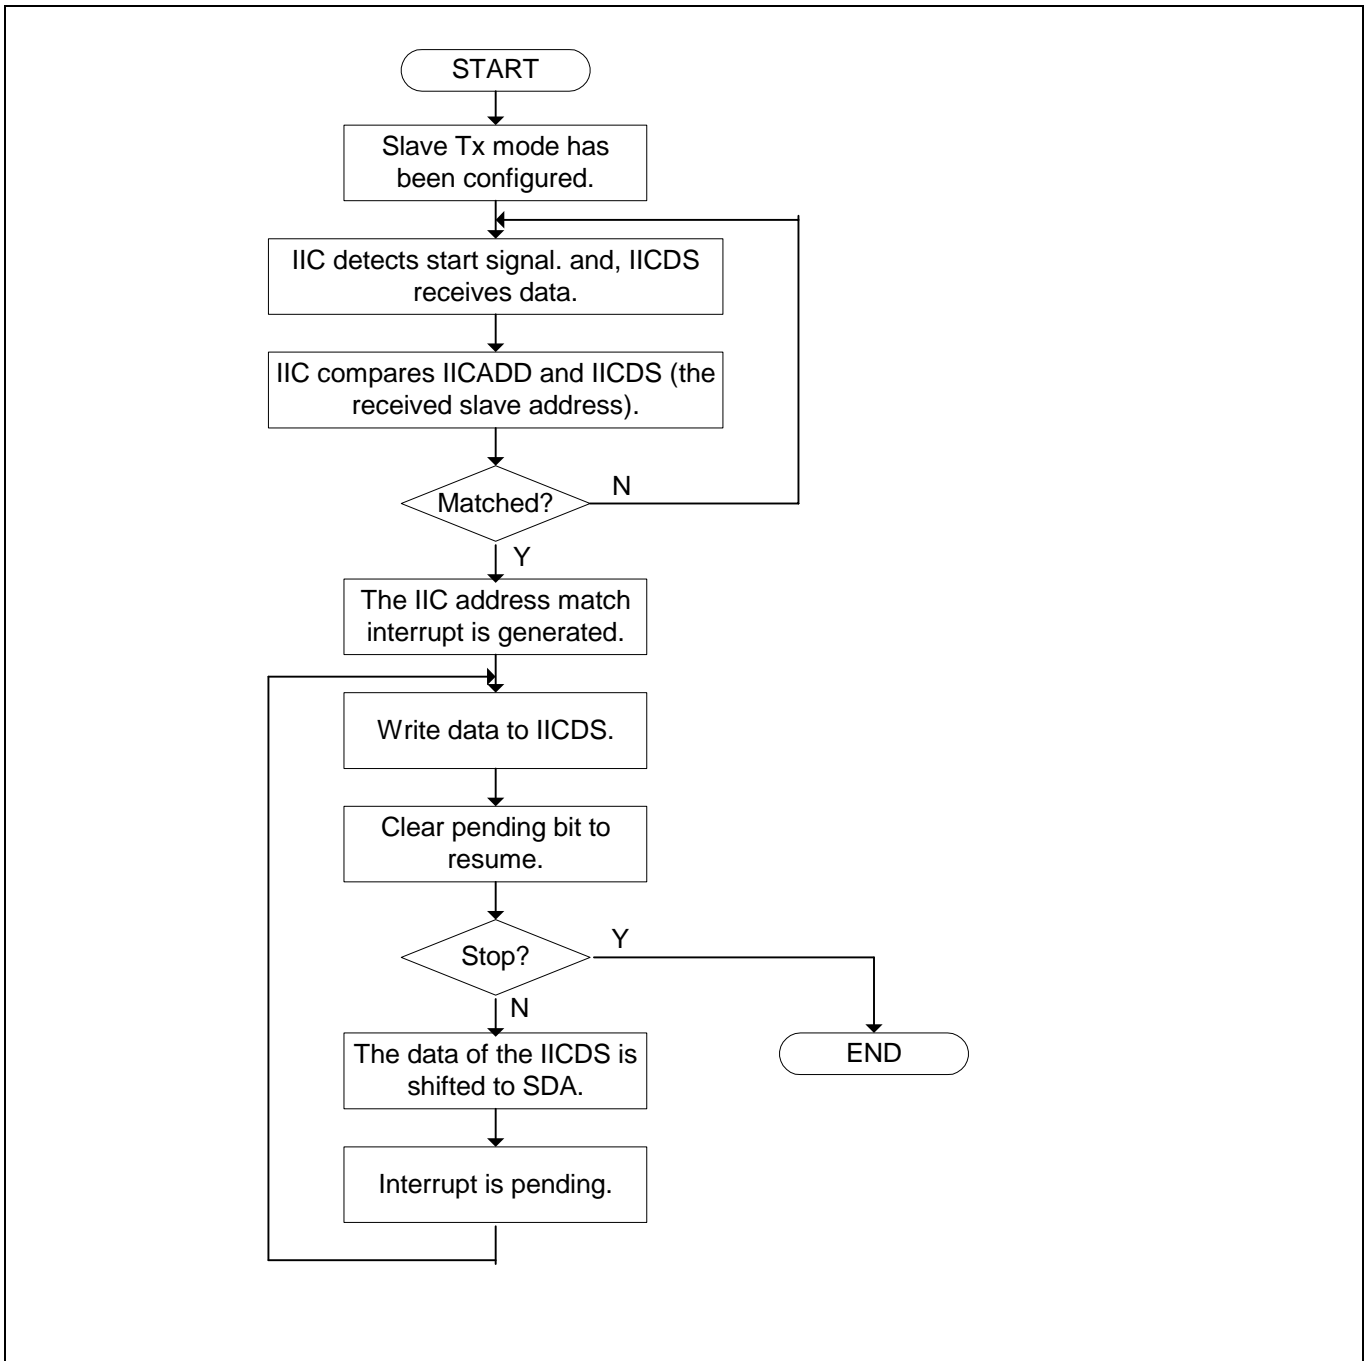 START
Slave Tx mode has
been configured.
IIC detects start signal. and, IICDS
receives data.
IIC compares IICADD and IICDS (the
received slave address).
Matched?
N
Y
The IIC address match
interrupt is generated.
Write data to IICDS.
Clear pending bit to
resume.
Stop?
Y
N
The data of the IICDS is
shifted to SDA.
END
Interrupt is pending.